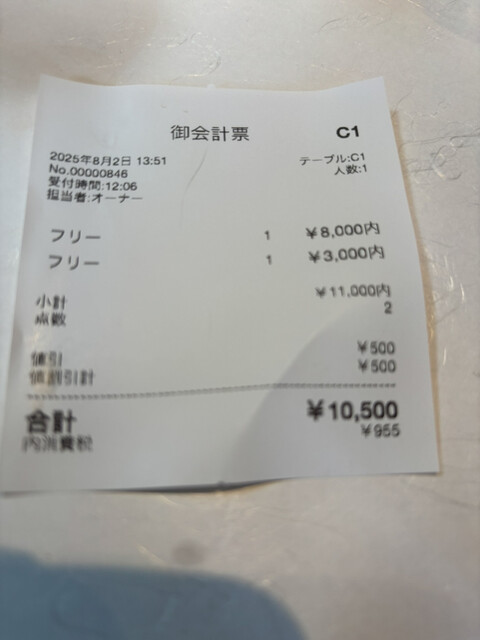 御会計票 C1
2025年8月2日 13:51 テーブル:C1
No.00000846 人数:1
受付時間:12:06
担当者:オーナー
フリー 1 ¥8,000内
フリー 1 ¥3,000内
小計 ¥11,000内
点数 2
値引 ¥500
値割引計 ¥500
合計 ¥10,500
内消費税 ¥955